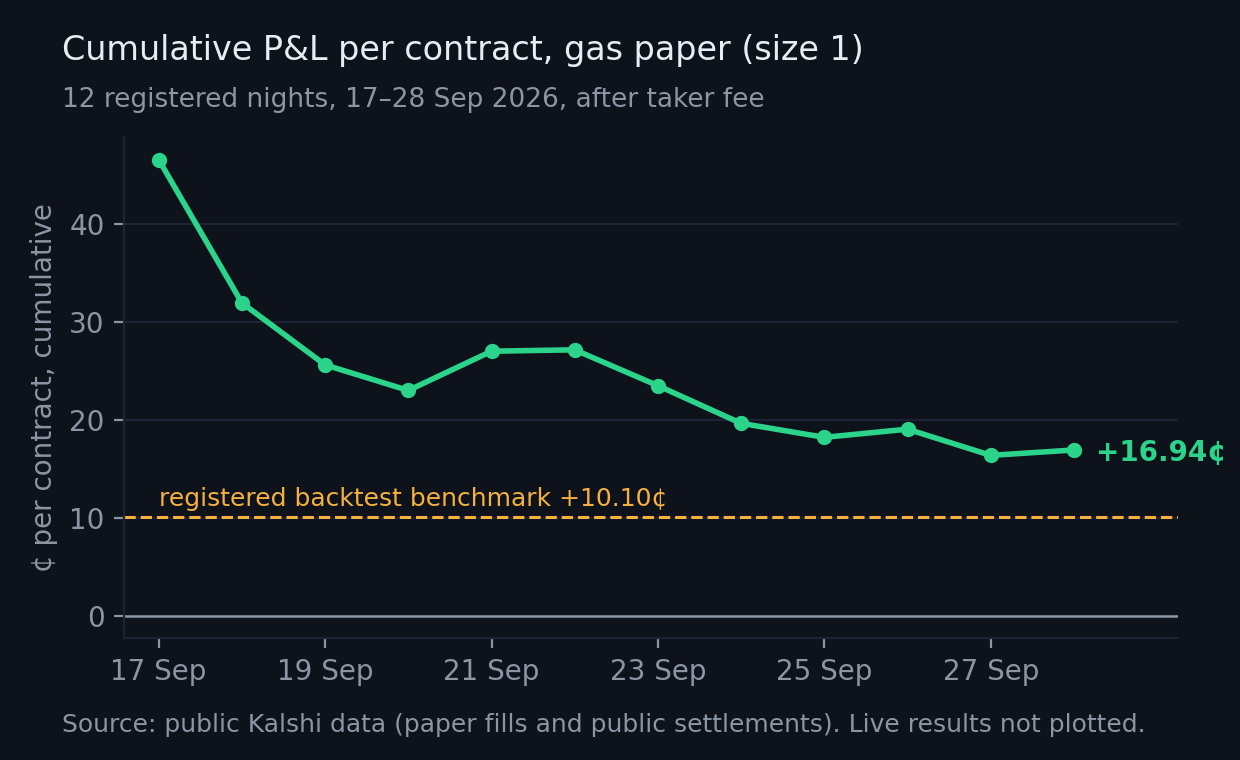 Cumulative P&L per contract, gas paper (size 1)
12 registered nights, 17–28 Sep 2026, after taker fee
¢ per contract, cumulative
40
30
20
10
0
+16.94¢
registered backtest benchmark +10.10¢
17 Sep
19 Sep
21 Sep
23 Sep
25 Sep
27 Sep
Source: public Kalshi data (paper fills and public settlements). Live results not plotted.